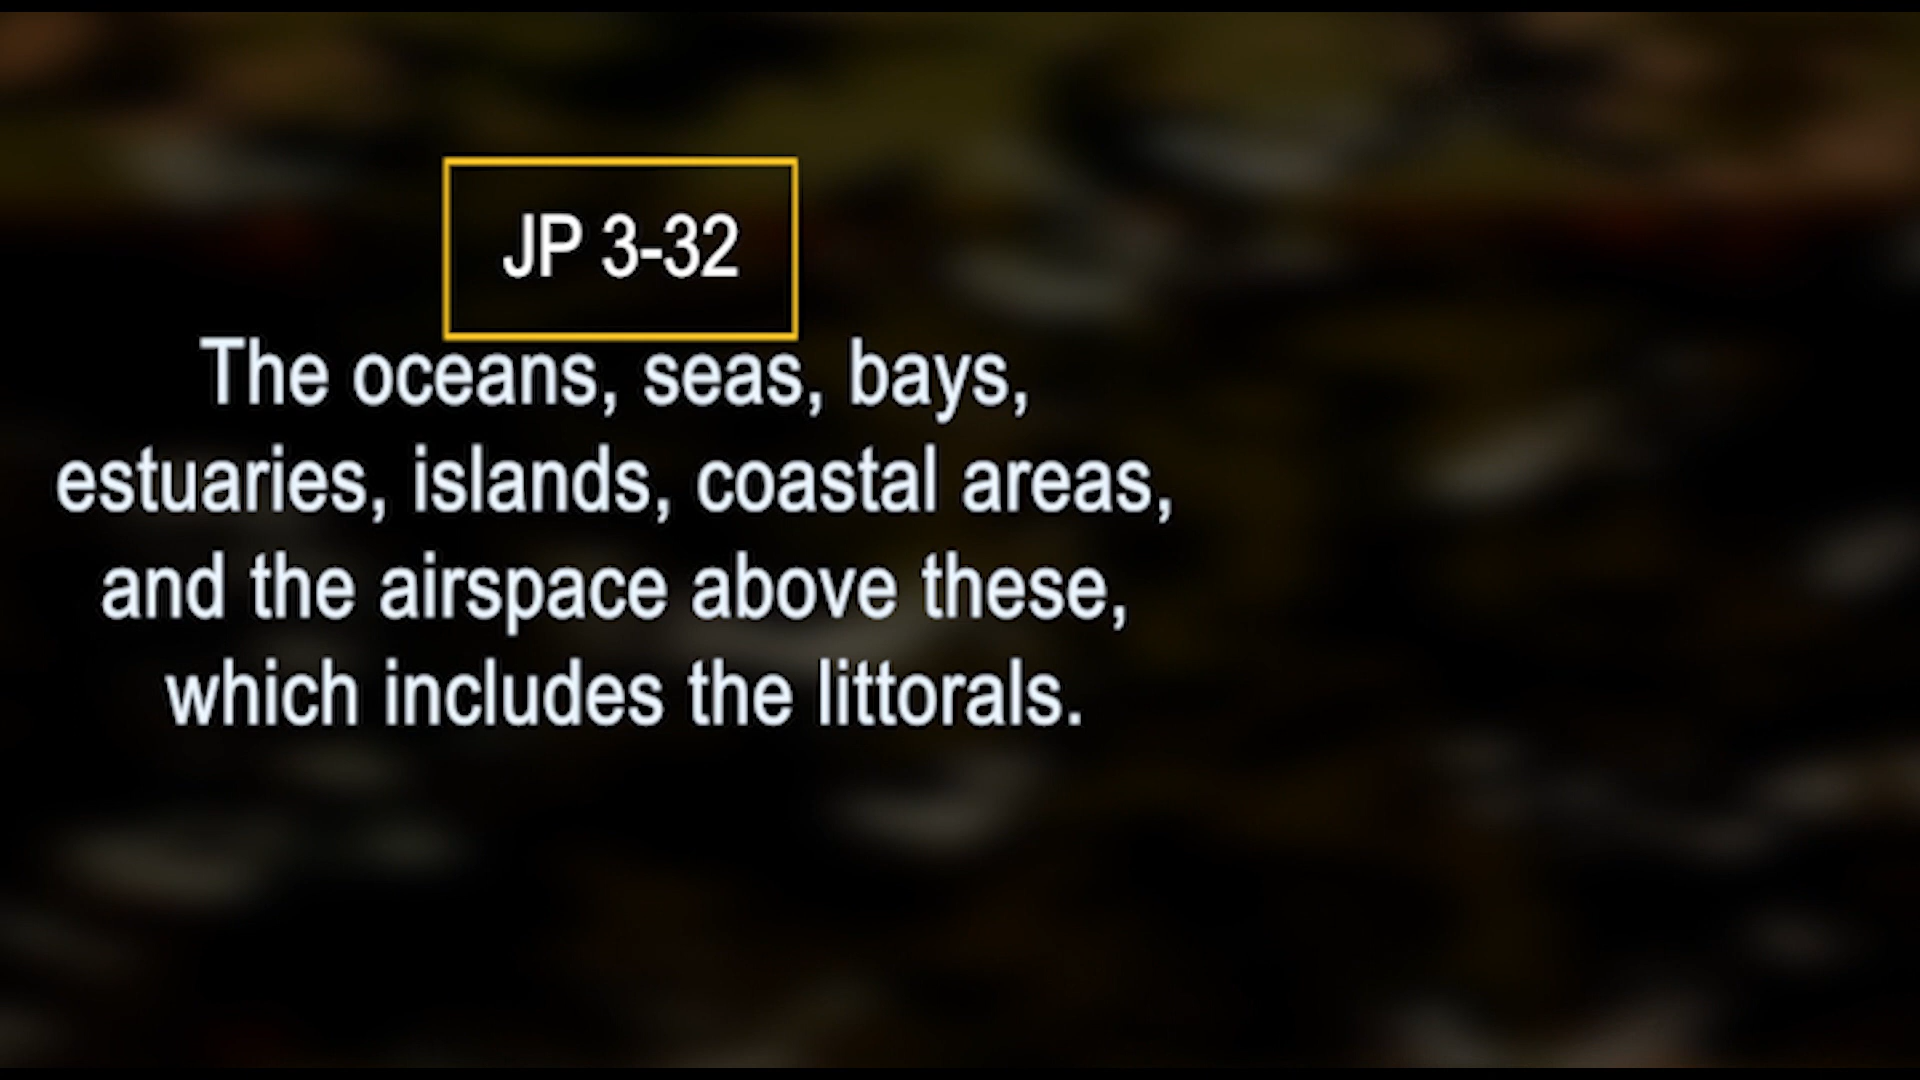 JP 3-32
The oceans, seas, bays,
estuaries, islands, coastal areas,
and the airspace above these,
which includes the littorals.